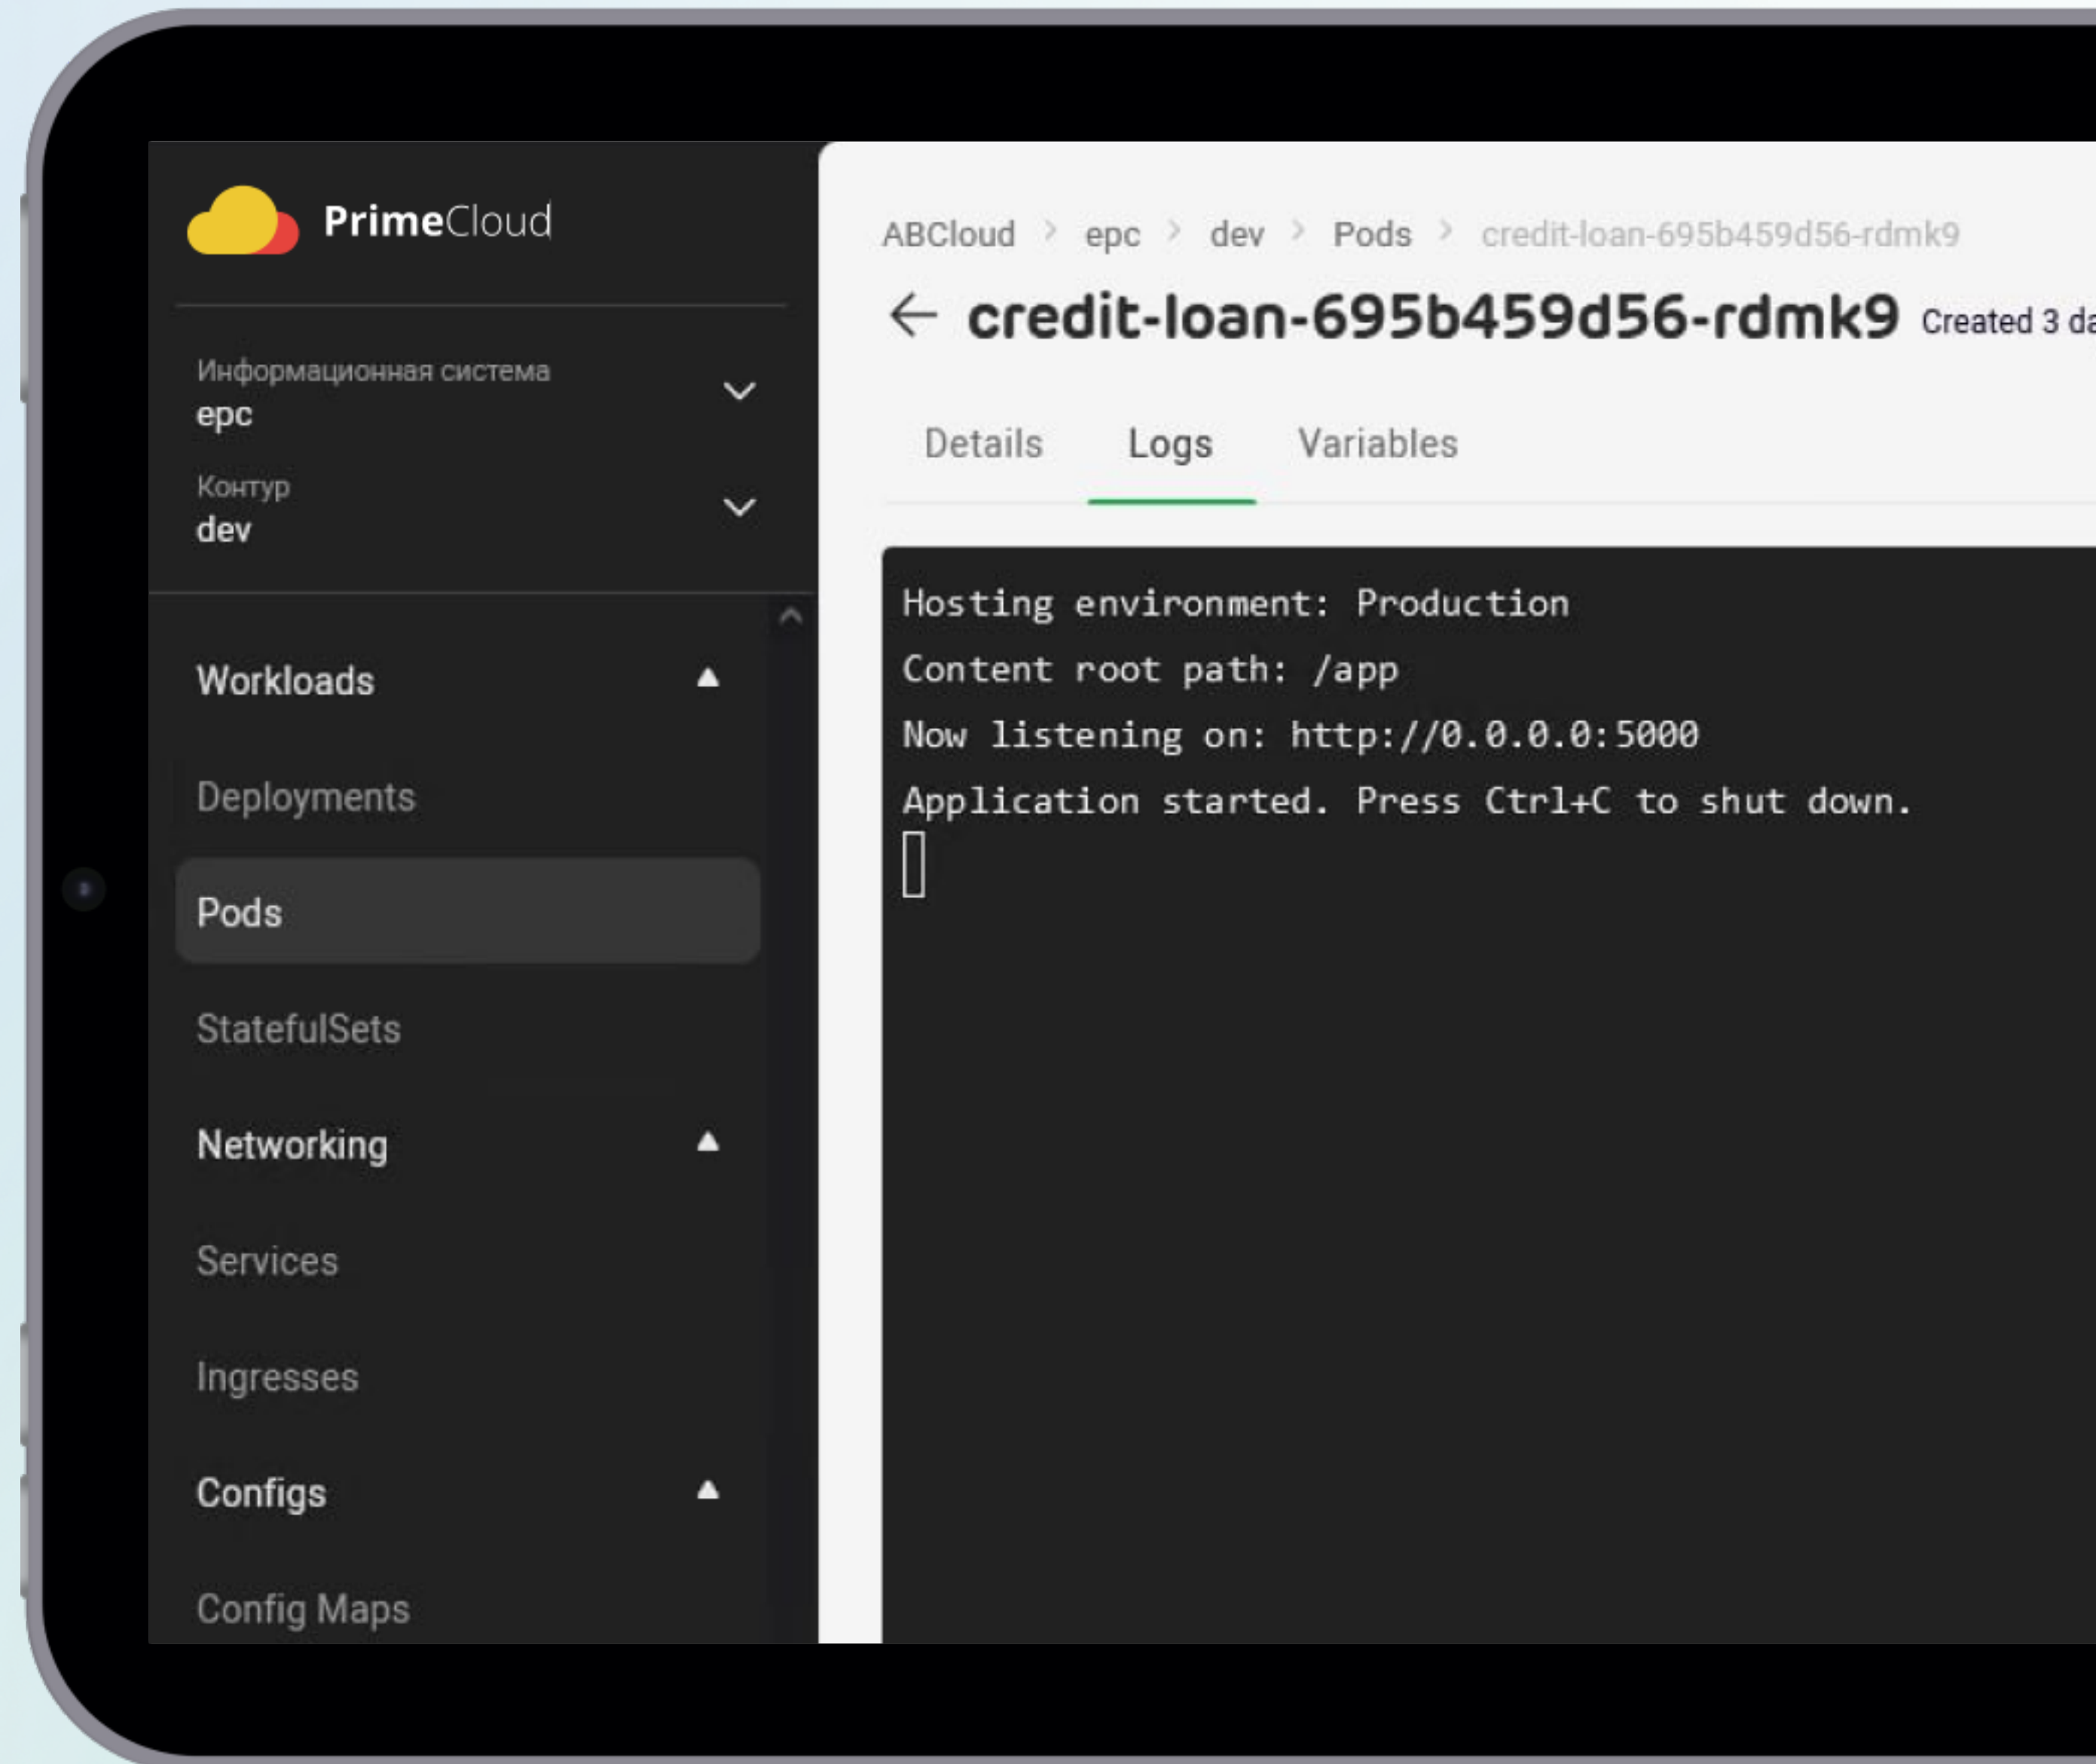 PrimeCloud
Информационная система
epc
Контур
dev
Workloads
Deployments
Pods
StatefulSets
Networking
Services
Ingresses
Configs
Config Maps
ABCloud > epc > dev > Pods > credit-loan-695b459d56-rdmk9
← credit-loan-695b459d56-rdmk9 Created 3
Details Logs Variables
Hosting environment: Production
Content root path: /app
Now listening on: http://0.0.0.0:5000
Application started. Press Ctrl+C to shut down.